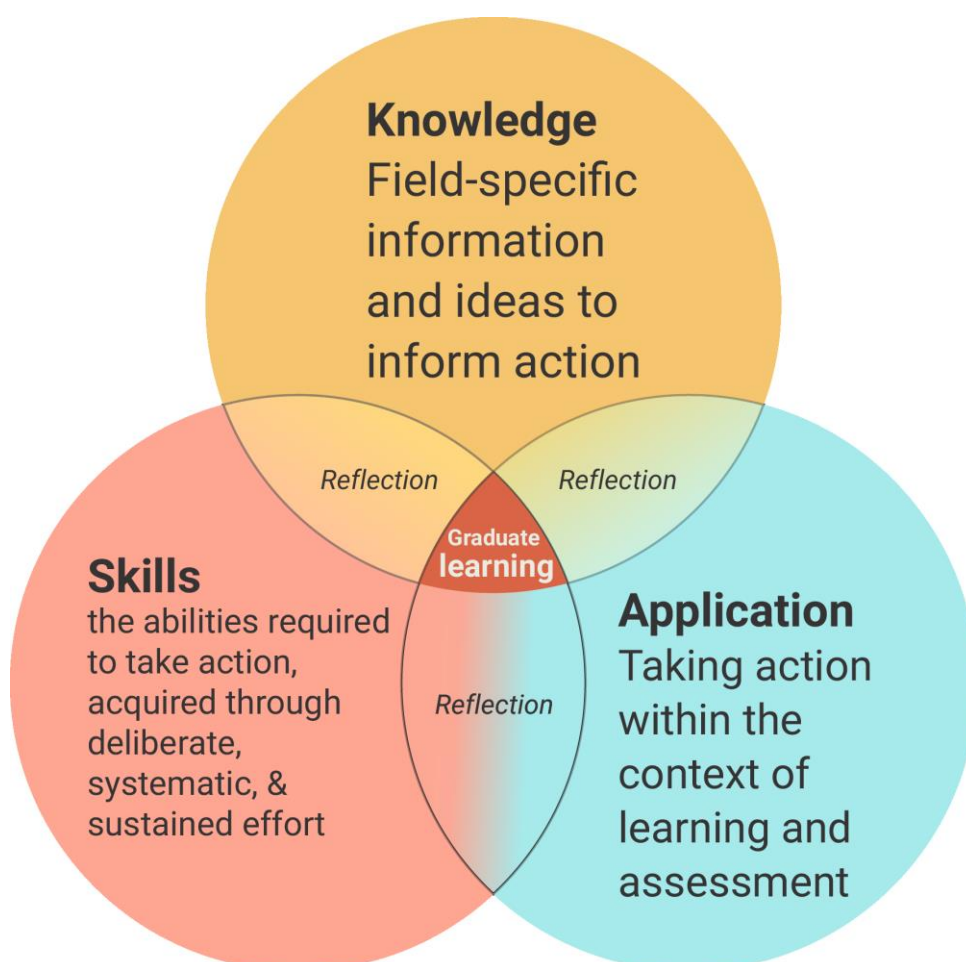 Knowledge
Field-specific
information
and ideas to
inform action
Reflection
Reflection
Graduate
learning
Skills
the abilities required
to take action,
acquired through
deliberate,
systematic, &
sustained effort
Reflection
Application
Taking action
within the
context of
learning and
assessment